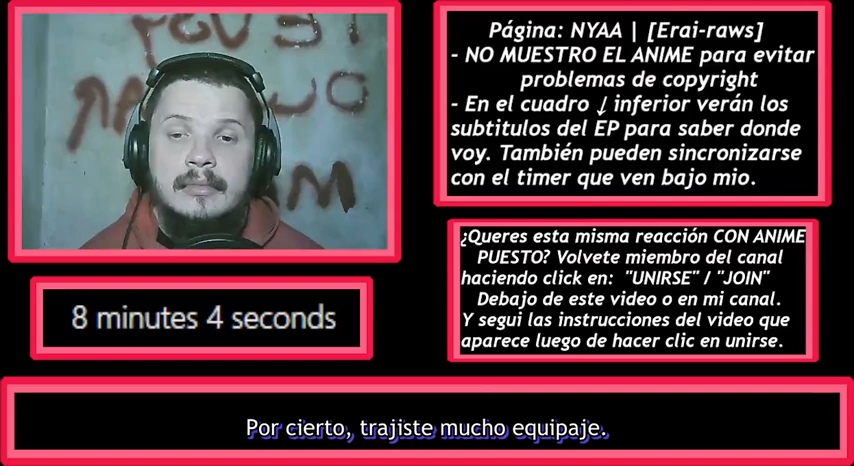 Página: NYAA | [Erai-raws]
- NO MUESTRO EL ANIME para evitar
problemas de copyright
- En el cuadro ↓ inferior verán los
subtitulos del EP para saber donde
voy. También pueden sincronizarse
con el timer que ven bajo mio.
¿Queres esta misma reacción CON ANIME
PUESTO? Volvete miembro del canal
haciendo click en: "UNIRSE" / "JOIN"
Debajo de este video o en mi canal.
Y segui las instrucciones del video que
aparece luego de hacer clic en unirse.
8 minutes 4 seconds
Por cierto, trajiste mucho equipaje.